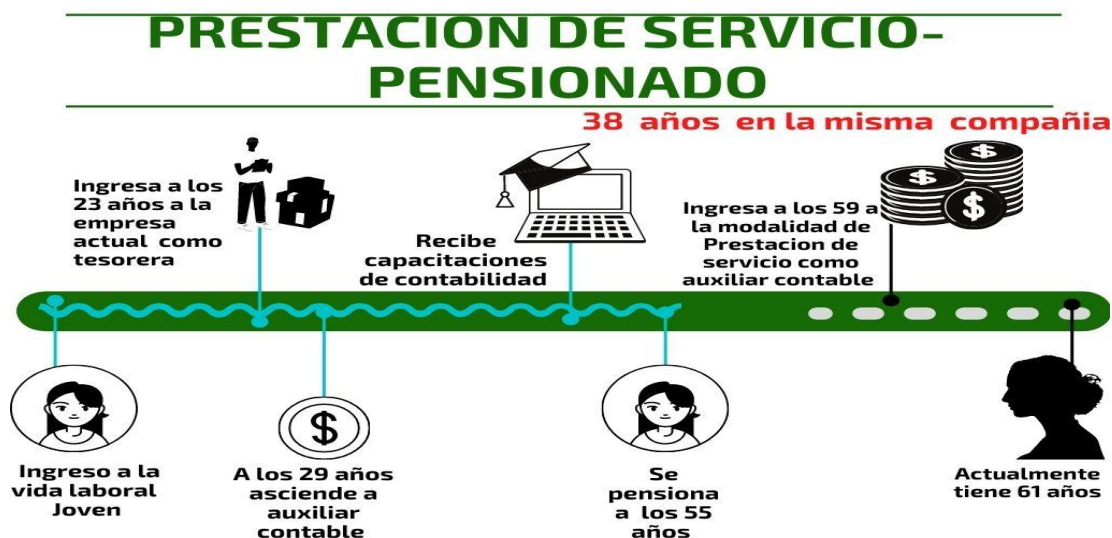 PRESTACION DE SERVICIO-
PENSIONADO
38 años en la misma compañia
Ingresa a los
23 años a la
empresa
actual como
tesorera
Recibe
capacitaciones
de contabilidad
Ingresa a los 59 a
la modalidad de
Prestacion de
servicio como
auxiliar contable
$
$
$
$
Ingreso a la
vida laboral
Joven
A los 29 años
asciende a
auxiliar
contable
Se
pensiona
a los 55
años
Actualmente
tiene 61 años